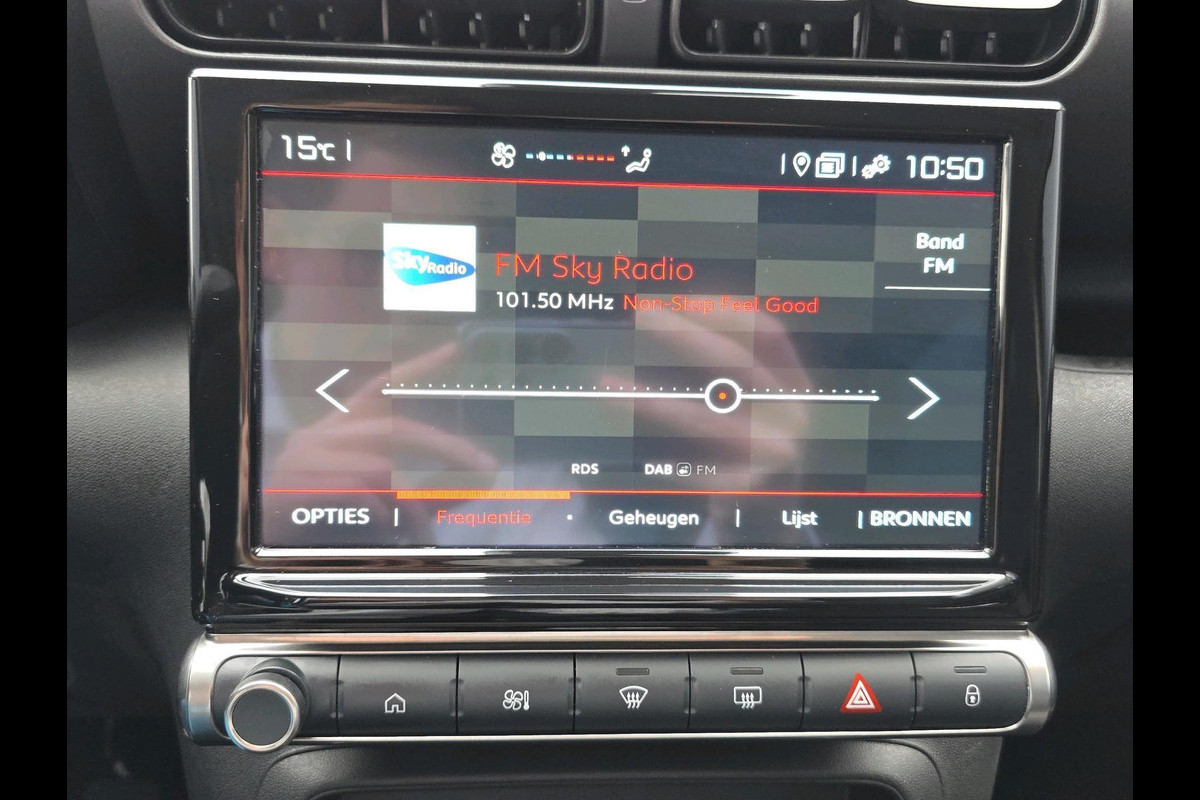 15°C
10:50
Band
FM
Sky Radio
FM Sky Radio
101.50 MHz Non-Stop Feel Good
RDS DAB FM
OPTIES | Frequentie · Geheugen | Lijst | BRONNEN